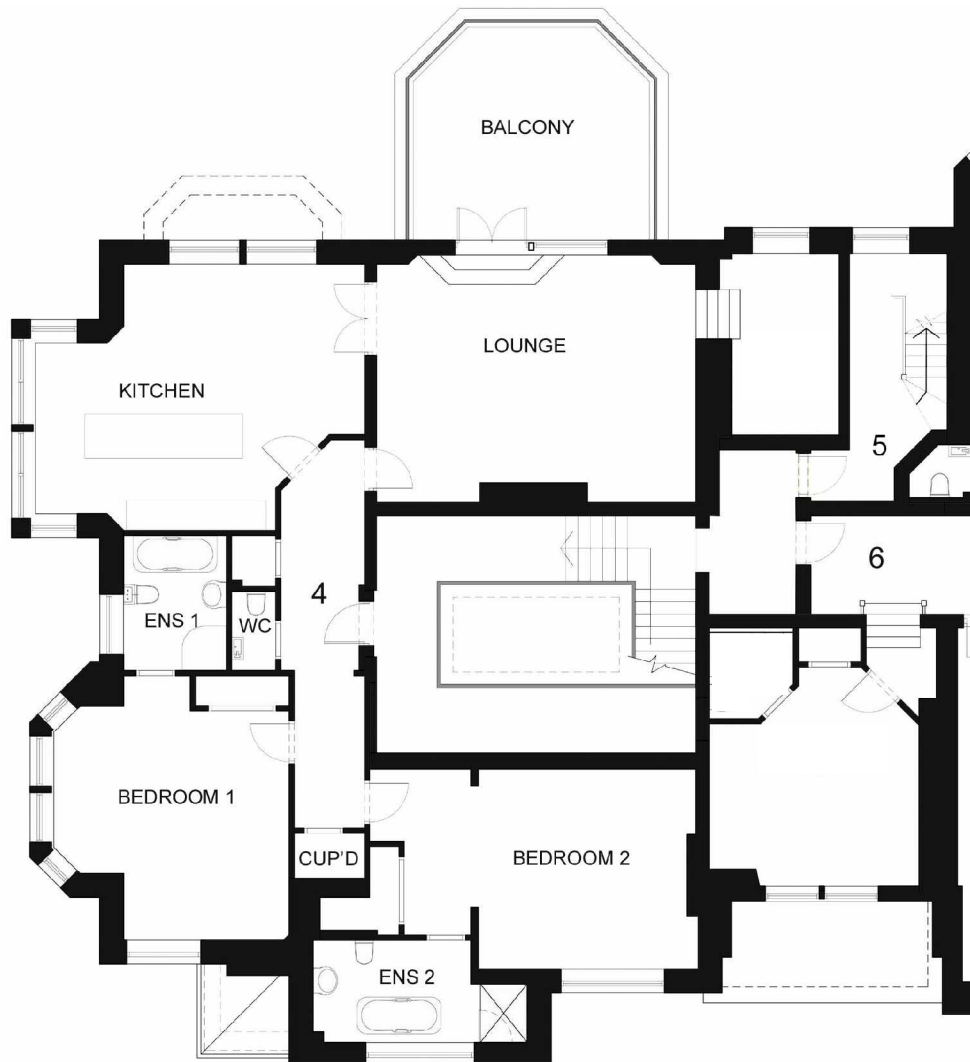 BALCONY
LOUNGE
KITCHEN
5
6
4
ENS 1
WC
BEDROOM 1
BEDROOM 2
CUP'D
ENS 2